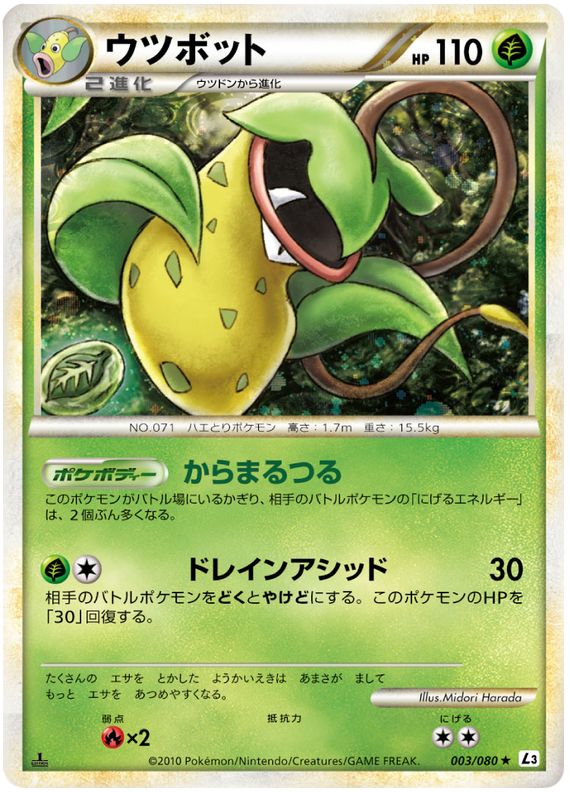 ウツボット
HP 110
2進化
ウツドンから進化
NO.071 ハエとりポケモン 高さ：1.7m 重さ：15.5kg
ポケボディー からまるつる
このポケモンがバトル場にいるかぎり、相手のバトルポケモンの「にげるエネルギー」
は、2個ぶん多くなる。
ドレインアシッド 30
相手のバトルポケモンをどくとやけどにする。このポケモンのHPを
「30」回復する。
たくさんの エサを とかした ようかいえきは あまさが まして
もっと エサを あつめやすくなる。
Illus.Midori Harada
弱点 抵抗力 にげる
×2
©2010 Pokémon/Nintendo/Creatures/GAME FREAK.
003/080 ★ L3